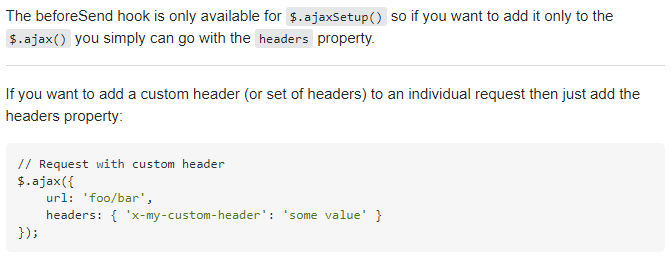 The beforeSend hook is only available for $.ajaxSetup() so if you want to add it only to the
$.ajax() you simply can go with the headers property.
If you want to add a custom header (or set of headers) to an individual request then just add the
headers property:
// Request with custom header
$.ajax({
    url: 'foo/bar',
    headers: { 'x-my-custom-header': 'some value' }
});